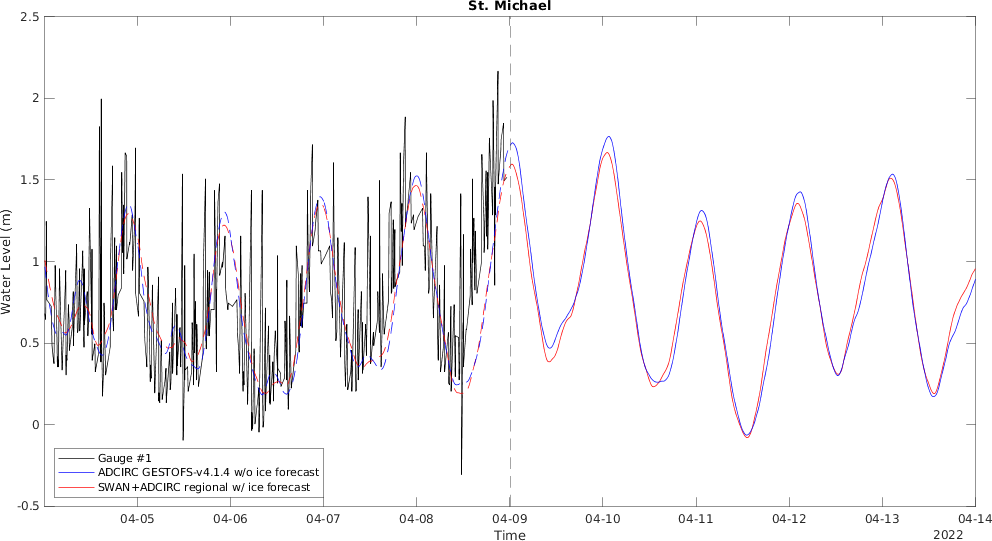 St. Michael
2.5
2
1.5
1
0.5
0
-0.5
Water Level (m)
Gauge #1
ADCIRC GESTOFS-v4.1.4 w/o ice forecast
SWAN+ADCIRC regional w/ ice forecast
04-05 04-06 04-07 04-08 04-09 04-10 04-11 04-12 04-13 04-14
Time
2022